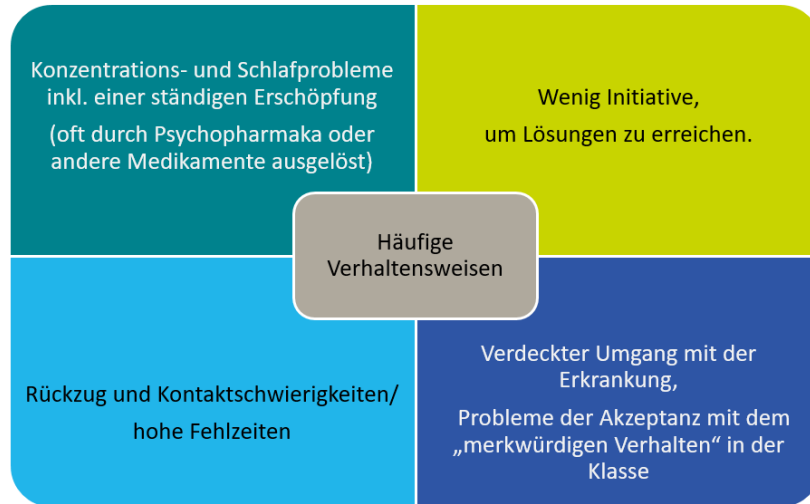 Konzentrations- und Schlafprobleme
inkl. einer ständigen Erschöpfung
(oft durch Psychopharmaka oder
andere Medikamente ausgelöst)
Wenig Initiative,
um Lösungen zu erreichen.
Häufige
Verhaltensweisen
Rückzug und Kontaktschwierigkeiten/
hohe Fehlzeiten
Verdeckter Umgang mit der
Erkrankung,
Probleme der Akzeptanz mit dem
„merkwürdigen Verhalten“ in der
Klasse